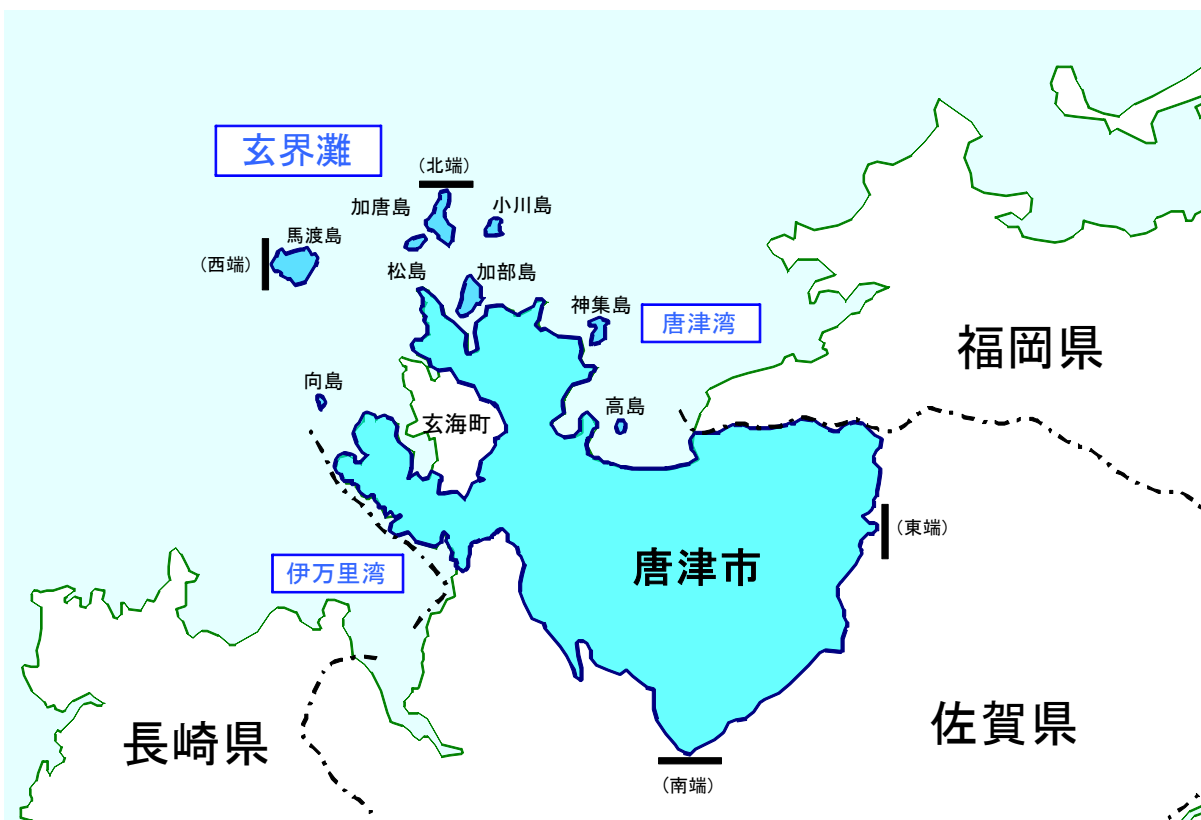 玄界灘
(北端)
加唐島
小川島
馬渡島
(西端)
松島
加部島
神集島
唐津湾
福岡県
向島
高島
玄海町
(東端)
唐津市
伊万里湾
佐賀県
長崎県
(南端)